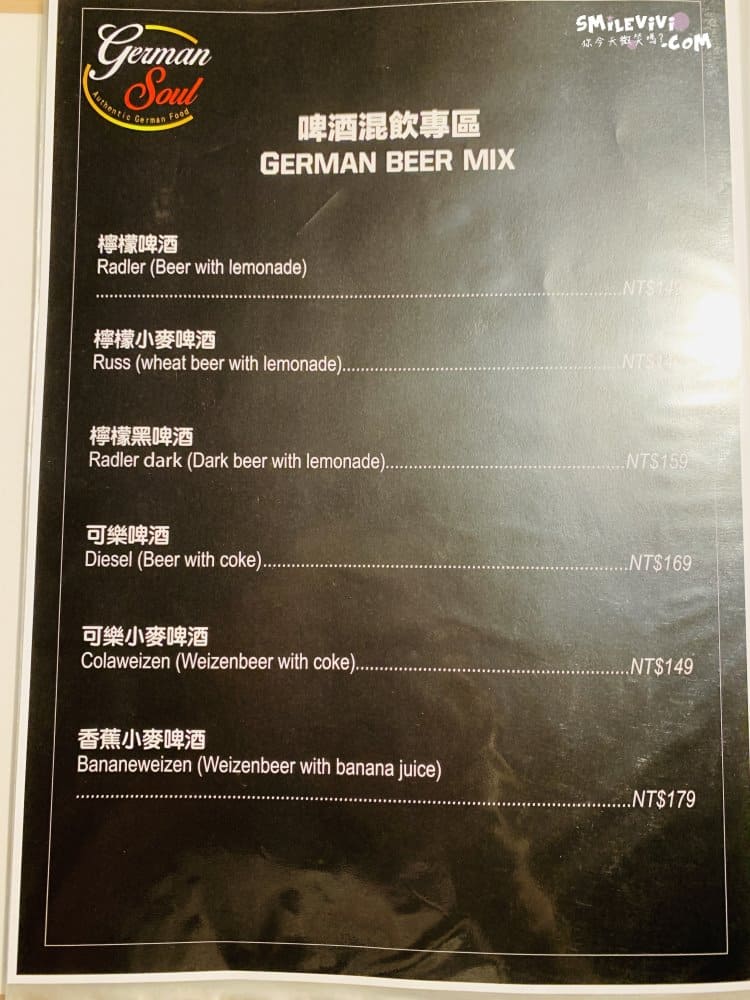 German
Soul
Authentic German Food
SMiLEViVi
你今天微笑嗎?.COM
啤酒混飲專區
GERMAN BEER MIX
檸檬啤酒
Radler (Beer with lemonade)
檸檬小麥啤酒
Russ (wheat beer with lemonade)
檸檬黑啤酒
Radler dark (Dark beer with lemonade)........NT$159
可樂啤酒
Diesel (Beer with coke)........NT$169
可樂小麥啤酒
Colaweizen (Weizenbeer with coke)........NT$149
香蕉小麥啤酒
Bananeweizen (Weizenbeer with banana juice)
........NT$179